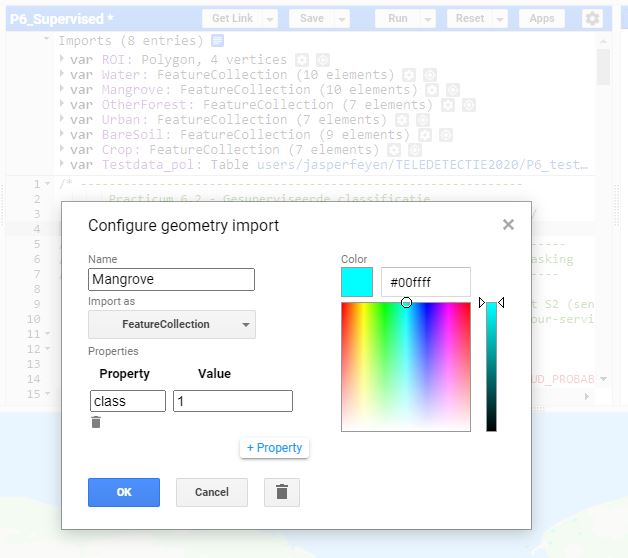 P6_Supervised *
Get Link
Save
Run
Reset
Apps
Imports (8 entries)
var ROI: Polygon, 4 vertices
var Water: FeatureCollection (10 elements)
var Mangrove: FeatureCollection (10 elements)
var OtherForest: FeatureCollection (7 elements)
var Urban: FeatureCollection (7 elements)
var BareSoil: FeatureCollection (9 elements)
var Crop: FeatureCollection (7 elements)
var Testdata_pol: Table users/jasperfeyen/TELEDETECTIE2020/P6_test…
1 /* ------------------------------------------------------------
2 Practicum 6.2 - Gesuperviseerde classificatie
3
4
5
6
7
8
9
10
11
12
13
14
15
asking
t S2 (sen
our-servi
UD_PROBAB
Configure geometry import
Name
Color
Mangrove
#00ffff
Import as
FeatureCollection
Properties
Property Value
class 1
+ Property
OK
Cancel